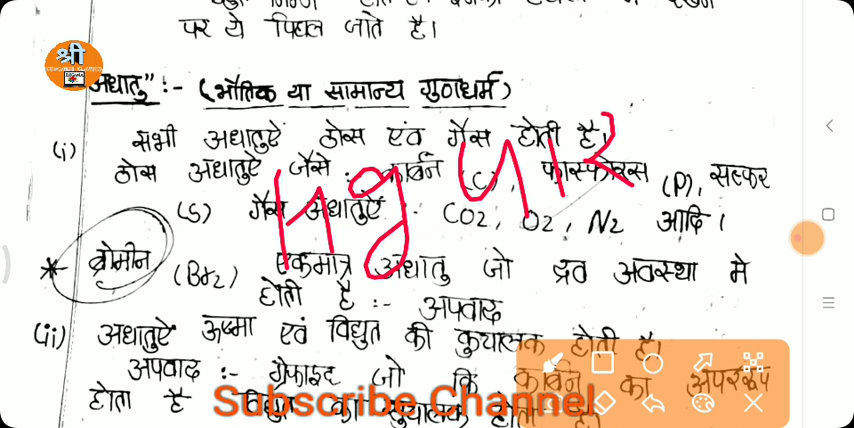 पर ये पिघल जाते है।
श्री
अधातु" :- (भौतिक या सामान्य गुणधर्म)
(i) सभी अधातुऐं ठोस एवं गैस होती है।
ठोस अधातुऐं जैसे : कार्बन (C), फास्फोरस (P), सल्फर
(S) गैस अधातुऐं :- CO2, O2, N2 आदि।
Hg पारा
* ब्रोमीन (Br2) एकमात्र अधातु जो द्रव अवस्था मे
होती है :- अपवाद
(ii) अधातुऐं ऊष्मा एवं विद्युत की कुचालक होती है।
अपवाद :- ग्रेफाइट जो कि कार्बन का अपररूप
होता है विद्युत का सुचालक होता है।
Subscribe Channel